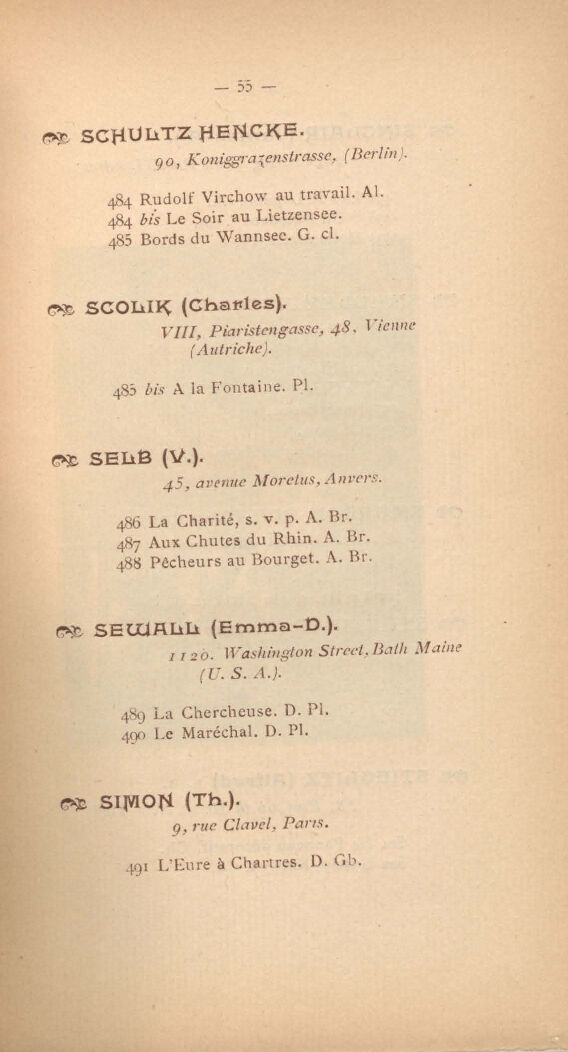 — 55 —
SCHULTZ HENCKE.
90, Koniggrazenstrasse, (Berlin).
484 Rudolf Virchow au travail. Al.
484 bis Le Soir au Lietzensee.
485 Bords du Wannsee. G. cl.
SCOLIK (Charles).
VIII, Piaristengasse, 48, Vienne
(Autriche).
485 bis A la Fontaine. Pl.
SELB (V.).
45, avenue Moretus, Anvers.
486 La Charité, s. v. p. A. Br.
487 Aux Chutes du Rhin. A. Br.
488 Pêcheurs au Bourget. A. Br.
SEWALL (Emma-D.).
1120. Washington Street, Bath Maine
(U. S. A.).
489 La Chercheuse. D. Pl.
490 Le Maréchal. D. Pl.
SIMON (Th.).
9, rue Clavel, Paris.
491 L'Eure à Chartres. D. Gb.